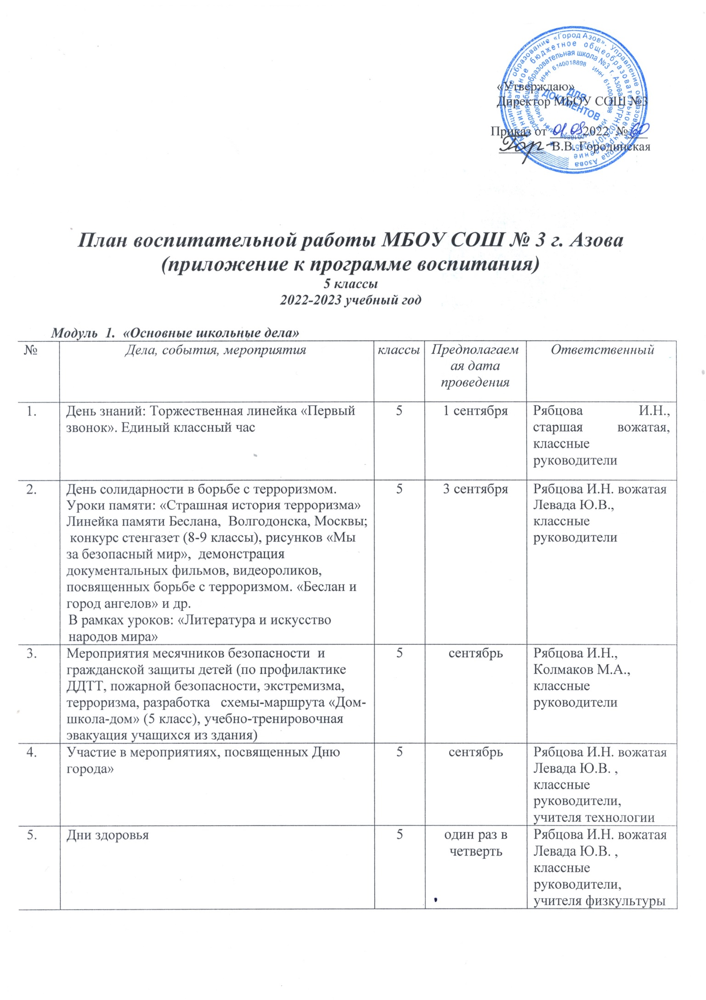 «Утверждаю»
Директор МБОУ СОШ №3
Приказ от 01.09 2022 № 60
В.В. Городинская
ДЛЯ
ДОКУМЕНТОВ
План воспитательной работы МБОУ СОШ № 3 г. Азова
(приложение к программе воспитания)
5 классы
2022-2023 учебный год
Модуль 1. «Основные школьные дела»
№
Дела, события, мероприятия
классы
Предполагаем
ая дата
проведения
Ответственный
1.
День знаний: Торжественная линейка «Первый
звонок». Единый классный час
5
1 сентября
Рябцова И.Н.,
старшая вожатая,
классные
руководители
2.
День солидарности в борьбе с терроризмом.
Уроки памяти: «Страшная история терроризма»
Линейка памяти Беслана, Волгодонска, Москвы;
конкурс стенгазет (8-9 классы), рисунков «Мы
за безопасный мир», демонстрация
документальных фильмов, видеороликов,
посвященных борьбе с терроризмом. «Беслан и
город ангелов» и др.
В рамках уроков: «Литература и искусство
народов мира»
5
3 сентября
Рябцова И.Н. вожатая
Левада Ю.В.,
классные
руководители
3.
Мероприятия месячников безопасности и
гражданской защиты детей (по профилактике
ДДТТ, пожарной безопасности, экстремизма,
терроризма, разработка схемы-маршрута «Дом-
школа-дом» (5 класс), учебно-тренировочная
эвакуация учащихся из здания)
5
сентябрь
Рябцова И.Н.,
Колмаков М.А.,
классные
руководители
4.
Участие в мероприятиях, посвященных Дню
города»
5
сентябрь
Рябцова И.Н. вожатая
Левада Ю.В. ,
классные
руководители,
учителя технологии
5.
Дни здоровья
5
один раз в
четверть
Рябцова И.Н. вожатая
Левада Ю.В. ,
классные
руководители,
учителя физкультуры